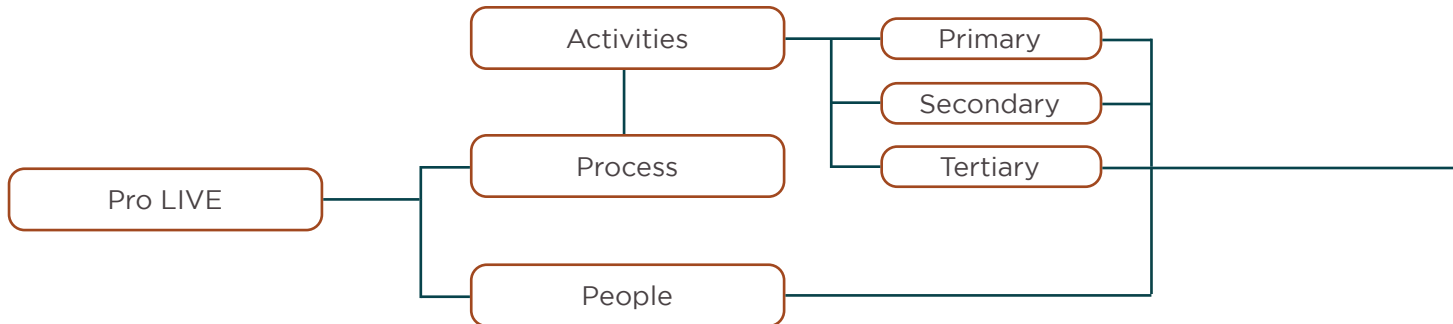 Activities
Primary
Secondary
Process
Tertiary
Pro LIVE
People